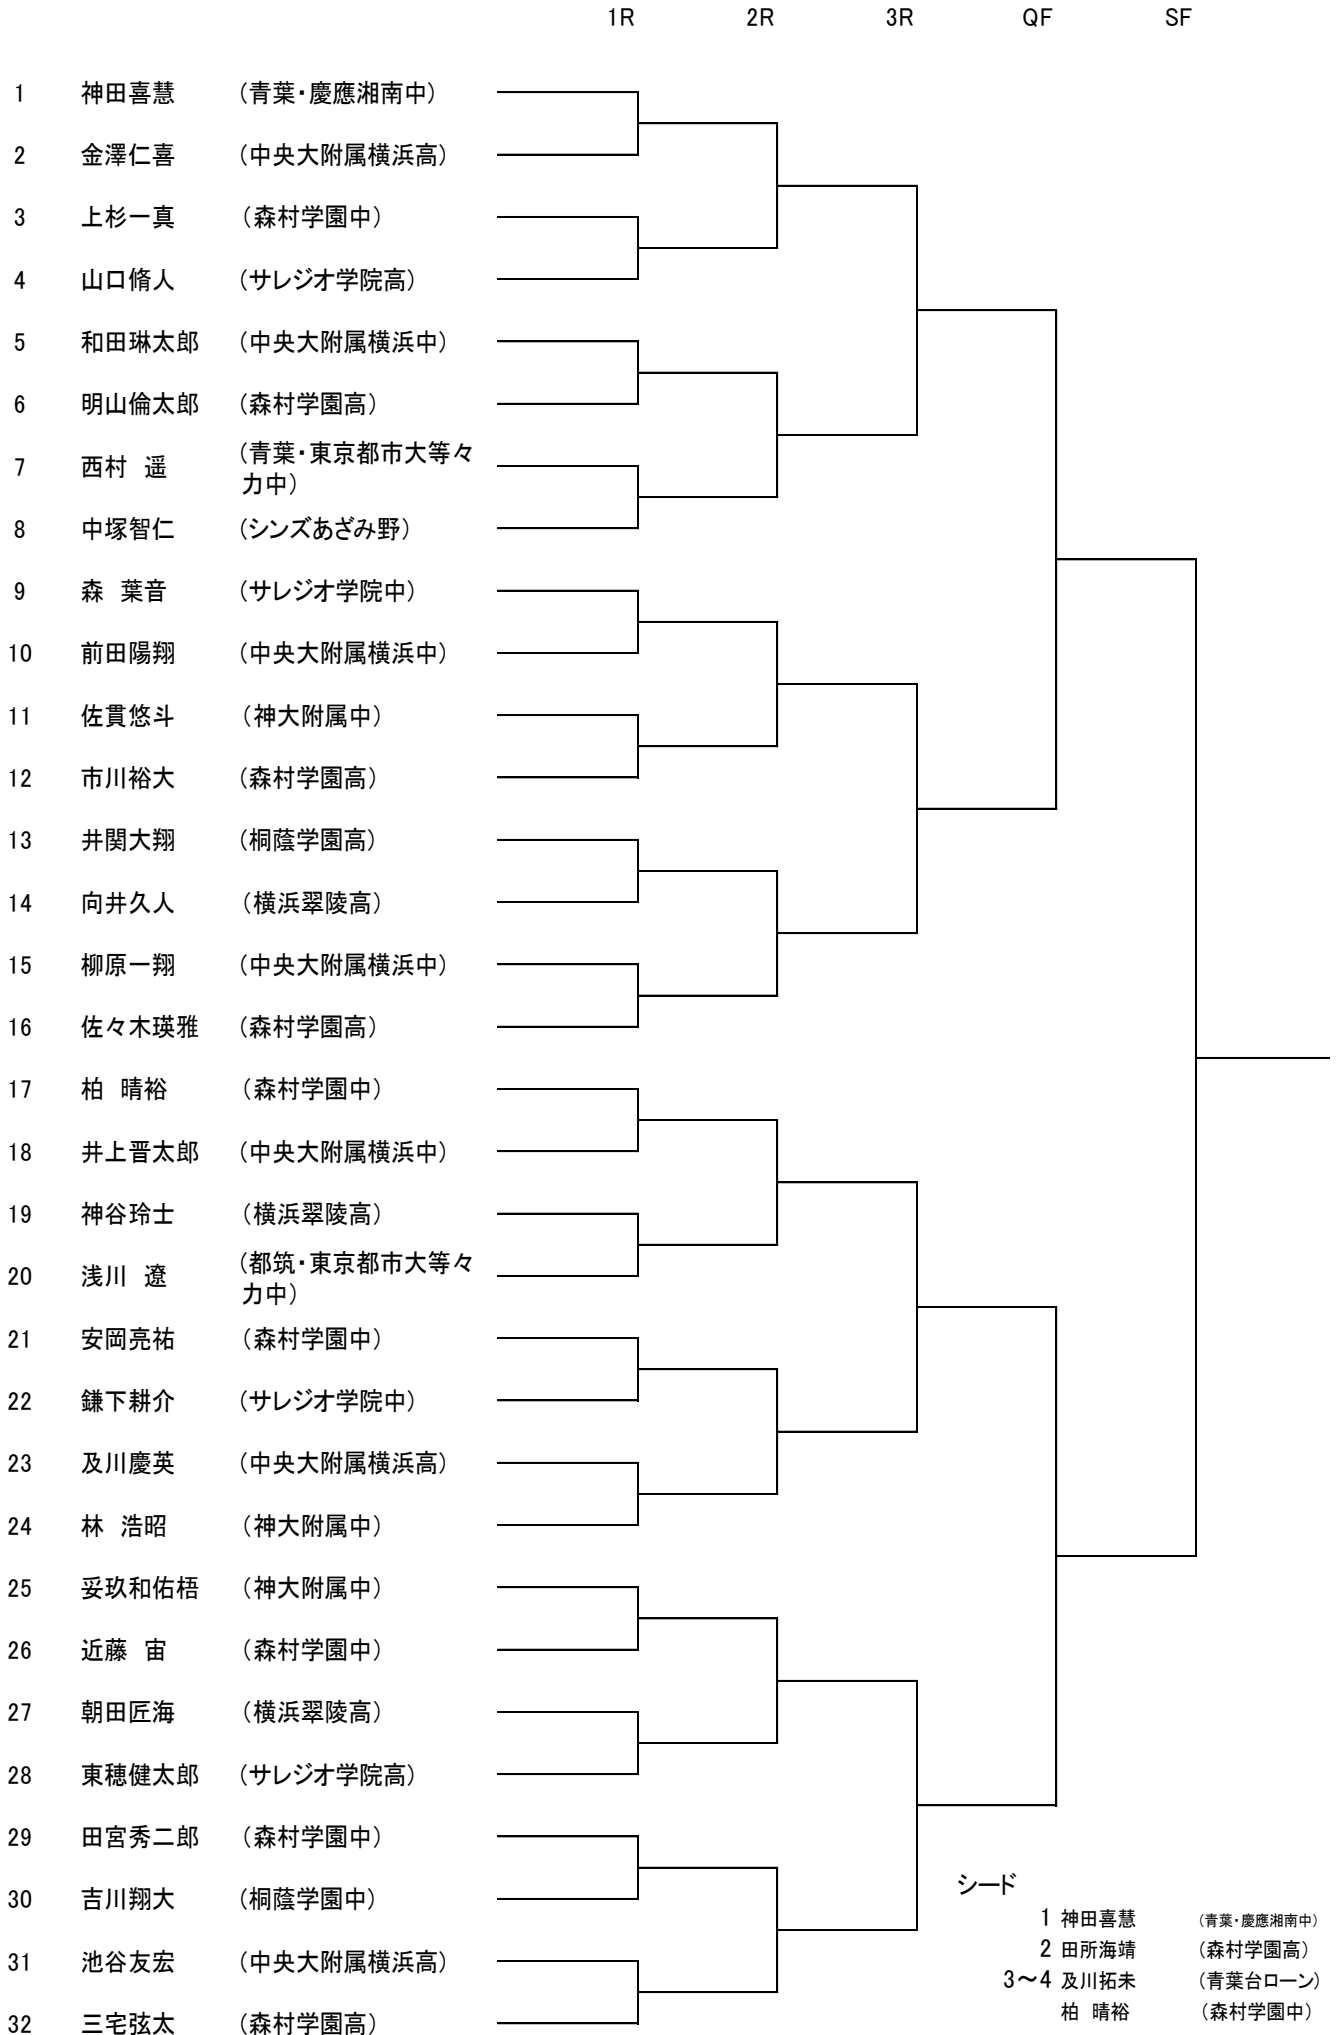 1R 2R 3R QF SF
1 神田喜慧 (青葉・慶應湘南中)
2 金澤仁喜 (中央大附属横浜高)
3 上杉一真 (森村学園中)
4 山口脩人 (サレジオ学院高)
5 和田琳太郎 (中央大附属横浜中)
6 明山倫太郎 (森村学園高)
7 西村 遥 (青葉・東京都市大等々
力中)
8 中塚智仁 (シンズあざみ野)
9 森 葉音 (サレジオ学院中)
10 前田陽翔 (中央大附属横浜中)
11 佐貫悠斗 (神大附属中)
12 市川裕大 (森村学園高)
13 井関大翔 (桐蔭学園高)
14 向井久人 (横浜翠陵高)
15 柳原一翔 (中央大附属横浜中)
16 佐々木瑛雅 (森村学園高)
17 柏 晴裕 (森村学園中)
18 井上晋太郎 (中央大附属横浜中)
19 神谷玲士 (横浜翠陵高)
20 浅川 遼 (都筑・東京都市大等々
力中)
21 安岡亮祐 (森村学園中)
22 鎌下耕介 (サレジオ学院中)
23 及川慶英 (中央大附属横浜高)
24 林 浩昭 (神大附属中)
25 妥玖和佑梧 (神大附属中)
26 近藤 宙 (森村学園中)
27 朝田匠海 (横浜翠陵高)
28 東穂健太郎 (サレジオ学院高)
29 田宮秀二郎 (森村学園中)
30 吉川翔大 (桐蔭学園中)
31 池谷友宏 (中央大附属横浜高)
32 三宅弦太 (森村学園高)
シード
1 神田喜慧 (青葉・慶應湘南中)
2 田所海靖 (森村学園高)
3～4 及川拓未 (青葉台ローン)
柏 晴裕 (森村学園中)